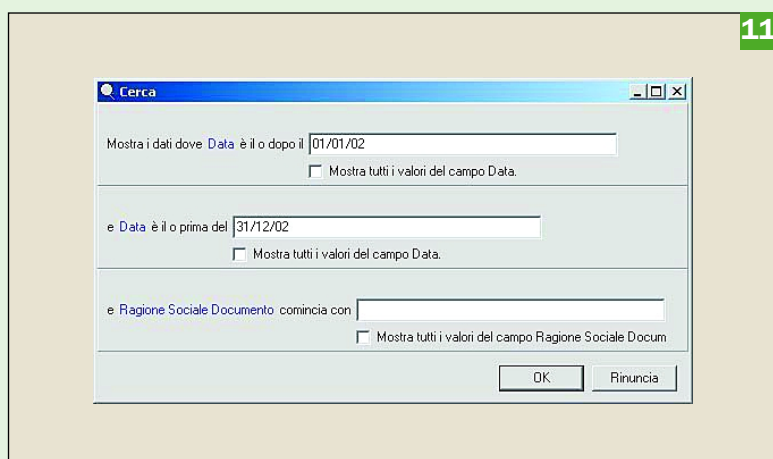 11
Cerca
Mostra i dati dove Data è il o dopo il 01/01/02
Mostra tutti i valori del campo Data.
e Data è il o prima del 31/12/02
Mostra tutti i valori del campo Data.
e Ragione Sociale Documento comincia con
Mostra tutti i valori del campo Ragione Sociale Docum
OK Rinuncia